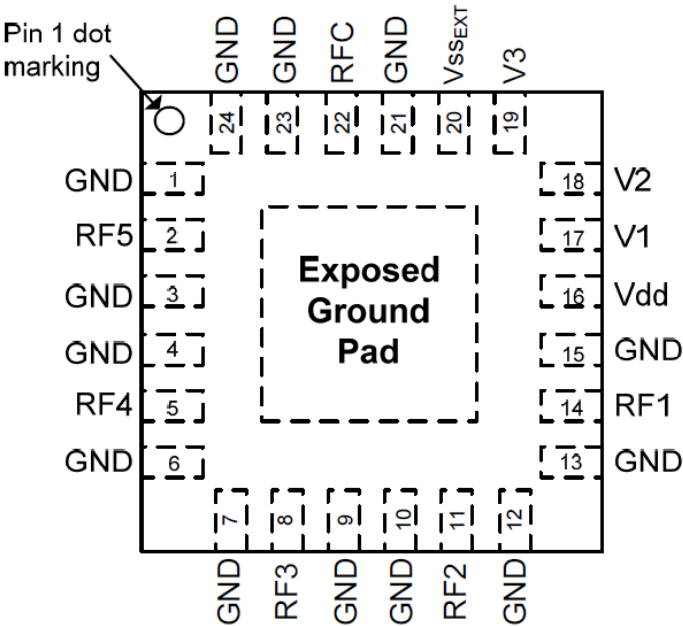 Pin 1 dot
marking
GND GND RFC GND VssEXT V3
24 23 22 21 20 19
GND 1 18 V2
RF5 2 17 V1
GND 3 16 Vdd
GND 4 15 GND
RF4 5 14 RF1
GND 6 13 GND
Exposed
Ground
Pad
7 8 9 10 11 12
GND RF3 GND GND RF2 GND